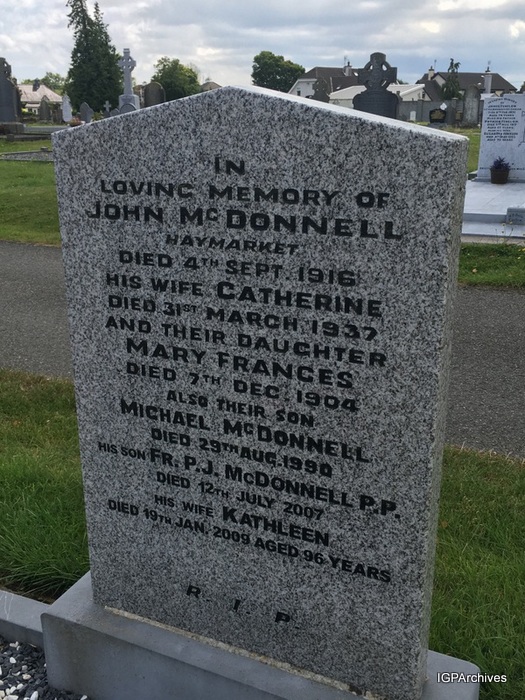 IN
LOVING MEMORY OF
JOHN McDONNELL
HAYMARKET
DIED 4TH SEPT. 1916
HIS WIFE CATHERINE
DIED 31ST MARCH 1937
AND THEIR DAUGHTER
MARY FRANCES
DIED 7TH DEC. 1904
ALSO THEIR SON
MICHAEL McDONNELL
DIED 29TH AUG. 1990
HIS SON FR. P.J. McDONNELL P.P.
DIED 12TH JULY 2007
HIS WIFE KATHLEEN
DIED 19TH JAN. 2009 AGED 96 YEARS
R. I. P.
IGPArchives